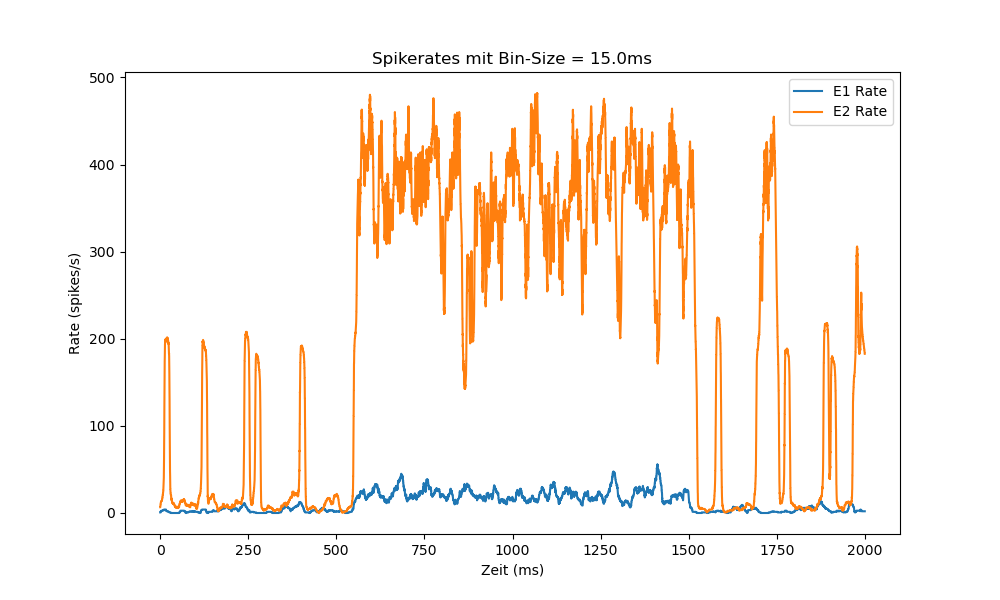 Spikerates mit Bin-Size = 15.0ms
E1 Rate
E2 Rate
500
400
300
200
100
0
Rate (spikes/s)
0 250 500 750 1000 1250 1500 1750 2000
Zeit (ms)